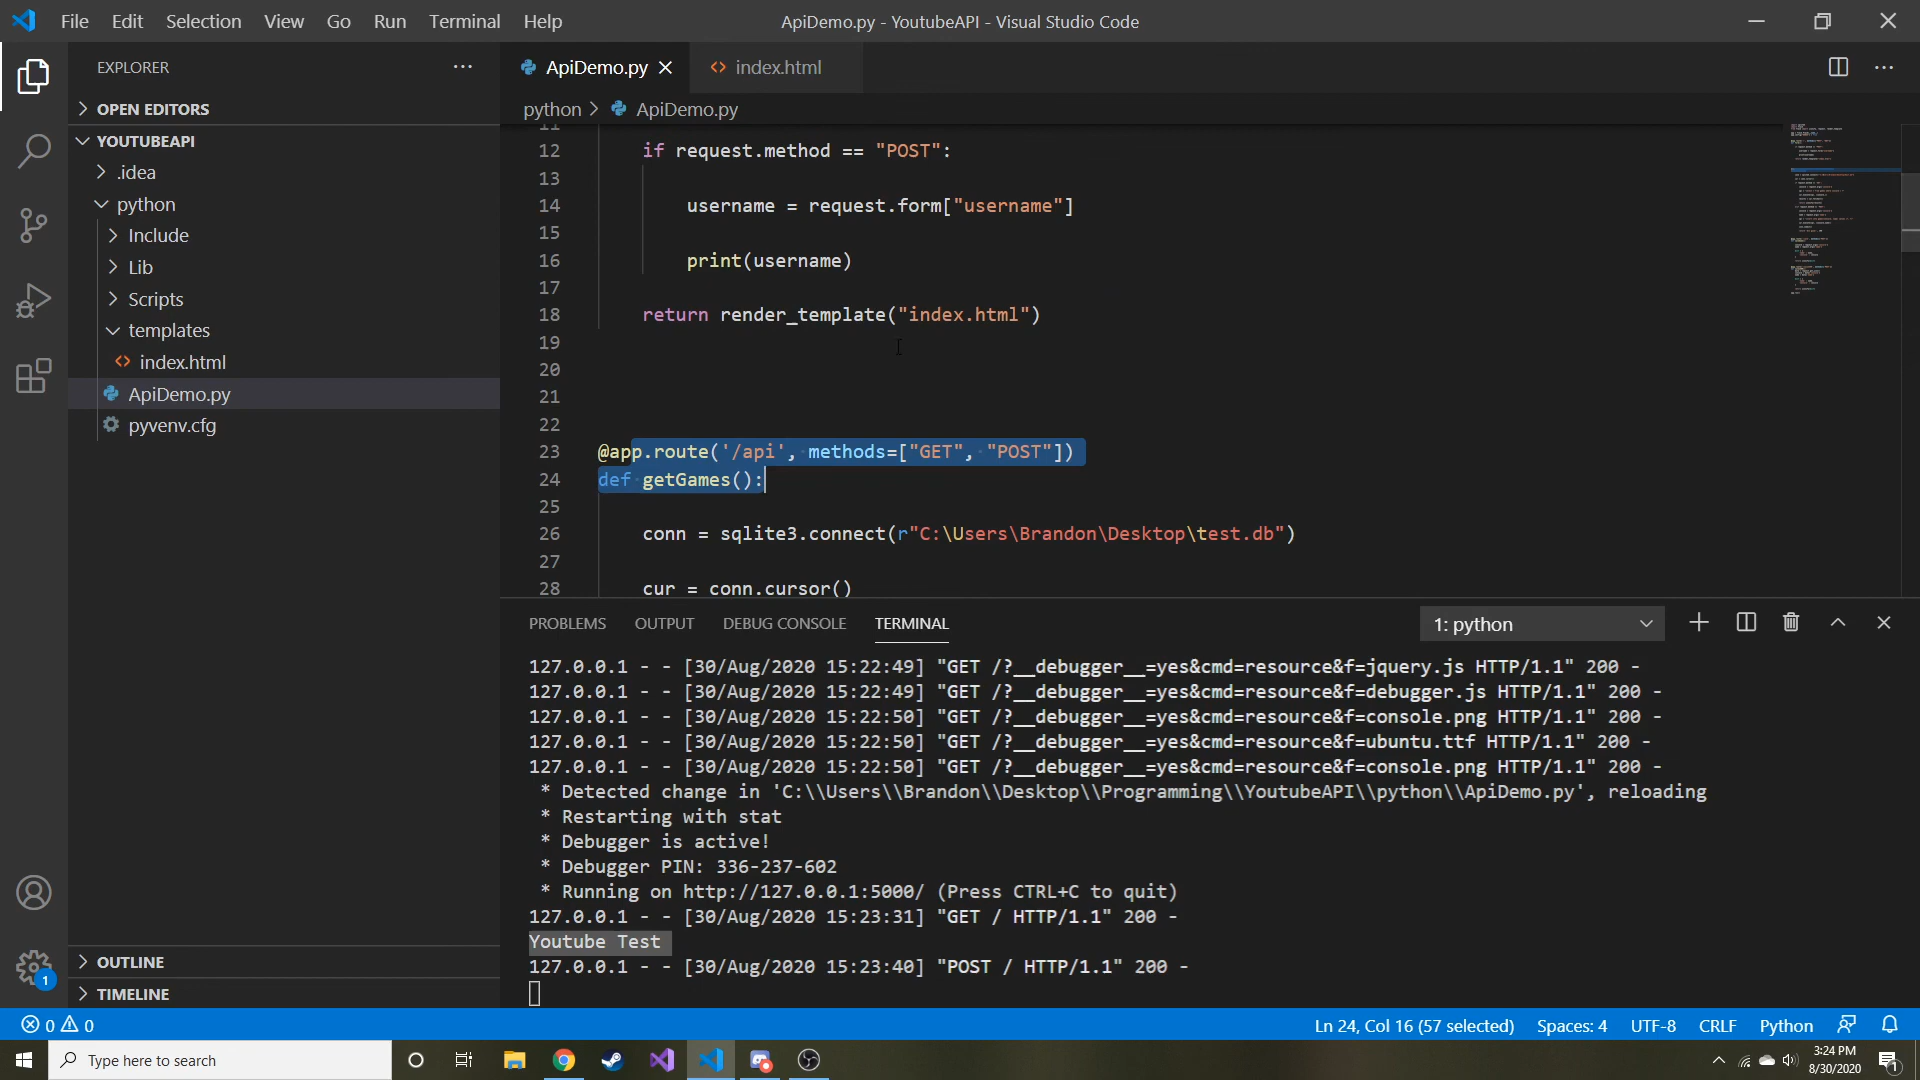 File Edit Selection View Go Run Terminal Help
ApiDemo.py - YoutubeAPI - Visual Studio Code
EXPLORER
OPEN EDITORS
YOUTUBEAPI
.idea
python
Include
Lib
Scripts
templates
index.html
ApiDemo.py
pyvenv.cfg
OUTLINE
TIMELINE
ApiDemo.py
index.html
python > ApiDemo.py
11
12 if request.method == "POST":
13
14 username = request.form["username"]
15
16 print(username)
17
18 return render_template("index.html")
19
20
21
22
23 @app.route('/api', methods=["GET", "POST"])
24 def getGames():
25
26 conn = sqlite3.connect(r"C:\Users\Brandon\Desktop\test.db")
27
28 cur = conn.cursor()
PROBLEMS OUTPUT DEBUG CONSOLE TERMINAL
1: python
127.0.0.1 - - [30/Aug/2020 15:22:49] "GET /?__debugger__=yes&cmd=resource&f=jquery.js HTTP/1.1" 200 -
127.0.0.1 - - [30/Aug/2020 15:22:49] "GET /?__debugger__=yes&cmd=resource&f=debugger.js HTTP/1.1" 200 -
127.0.0.1 - - [30/Aug/2020 15:22:50] "GET /?__debugger__=yes&cmd=resource&f=console.png HTTP/1.1" 200 -
127.0.0.1 - - [30/Aug/2020 15:22:50] "GET /?__debugger__=yes&cmd=resource&f=ubuntu.ttf HTTP/1.1" 200 -
127.0.0.1 - - [30/Aug/2020 15:22:50] "GET /?__debugger__=yes&cmd=resource&f=console.png HTTP/1.1" 200 -
* Detected change in 'C:\\Users\\Brandon\\Desktop\\Programming\\YoutubeAPI\\python\\ApiDemo.py', reloading
* Restarting with stat
* Debugger is active!
* Debugger PIN: 336-237-602
* Running on http://127.0.0.1:5000/ (Press CTRL+C to quit)
127.0.0.1 - - [30/Aug/2020 15:23:31] "GET / HTTP/1.1" 200 -
Youtube Test
127.0.0.1 - - [30/Aug/2020 15:23:40] "POST / HTTP/1.1" 200 -
1
0 0
Ln 24, Col 16 (57 selected) Spaces: 4 UTF-8 CRLF Python
Type here to search
3:24 PM
8/30/2020
1